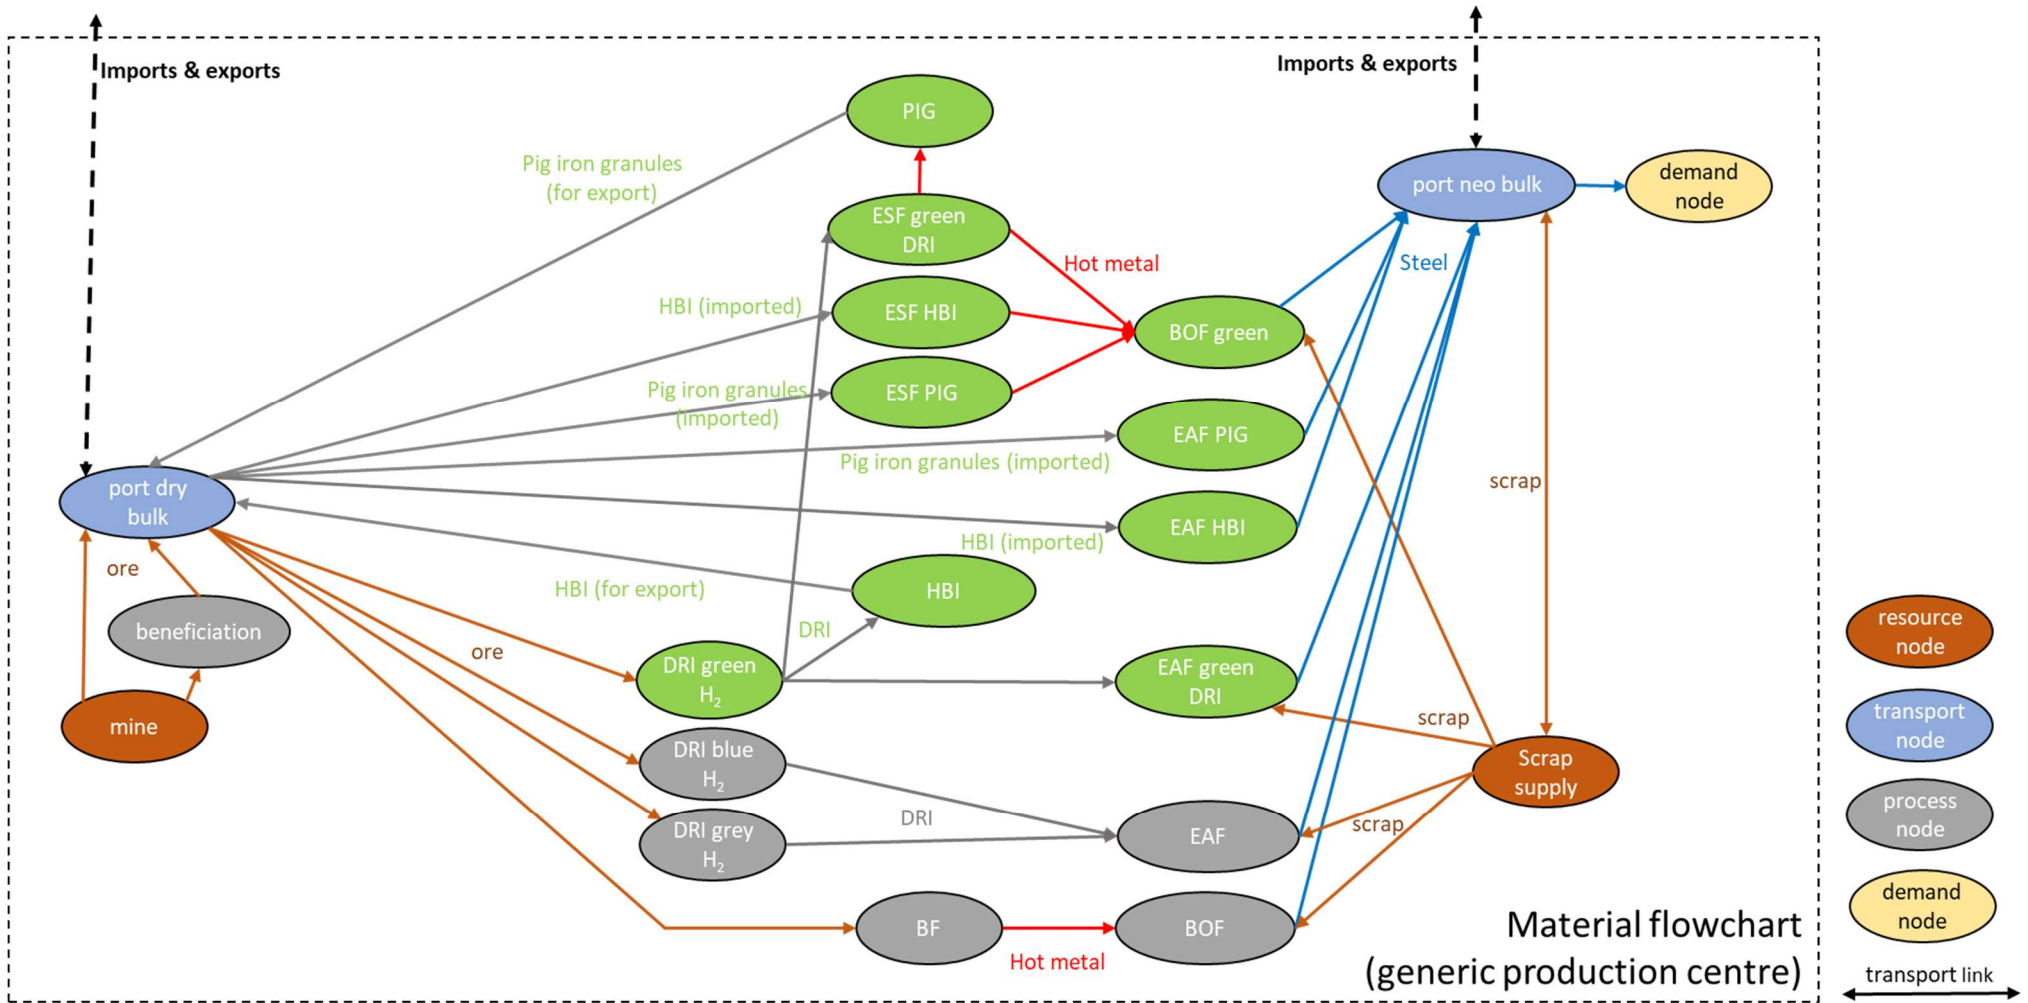 Imports & exports
Imports & exports
PIG
Pig iron granules
(for export)
port neo bulk
demand
node
ESF green
DRI
Hot metal
Steel
HBI (imported)
ESF HBI
BOF green
Pig iron granules
(imported)
ESF PIG
EAF PIG
Pig iron granules (imported)
scrap
port dry
bulk
EAF HBI
HBI (imported)
ore
HBI (for export)
HBI
beneficiation
DRI
ore
DRI green
H2
EAF green
DRI
mine
scrap
DRI blue
H2
Scrap
supply
DRI grey
H2
DRI
EAF
scrap
BF
Hot metal
BOF
Material flowchart
(generic production centre)
resource
node
transport
node
process
node
demand
node
transport link